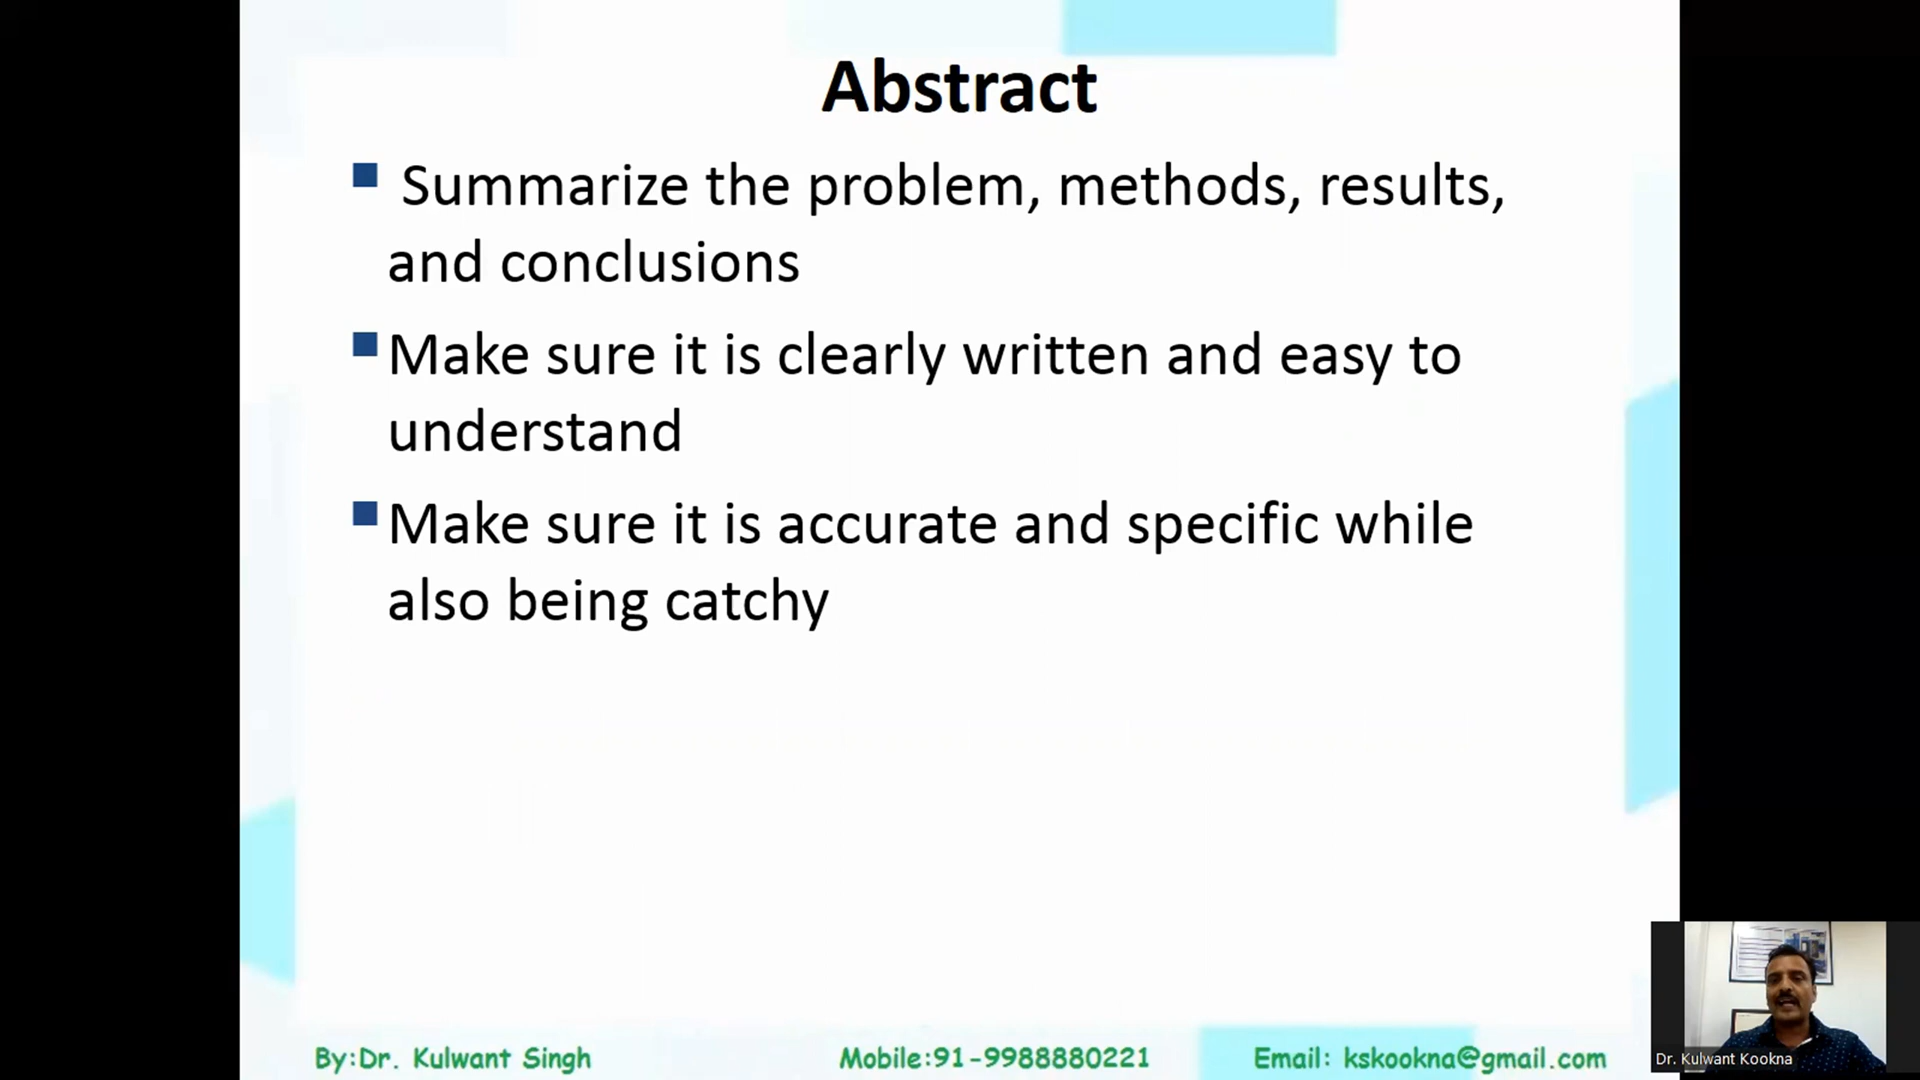 Abstract
Summarize the problem, methods, results,
and conclusions
Make sure it is clearly written and easy to
understand
Make sure it is accurate and specific while
also being catchy
By:Dr. Kulwant Singh
Mobile:91-9988880221
Email: kskookna@gmail.com
Dr. Kulwant Kookna